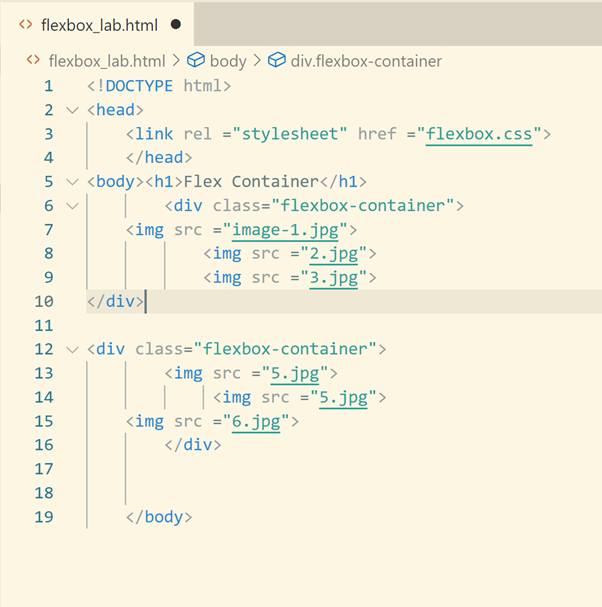 flexbox_lab.html
flexbox_lab.html > body > div.flexbox-container
1 <!DOCTYPE html>
2 <head>
3 <link rel ="stylesheet" href ="flexbox.css">
4 </head>
5 <body><h1>Flex Container</h1>
6 <div class="flexbox-container">
7 <img src ="image-1.jpg">
8 <img src ="2.jpg">
9 <img src ="3.jpg">
10 </div>
11
12 <div class="flexbox-container">
13 <img src ="5.jpg">
14 <img src ="5.jpg">
15 <img src ="6.jpg">
16 </div>
17
18
19 </body>